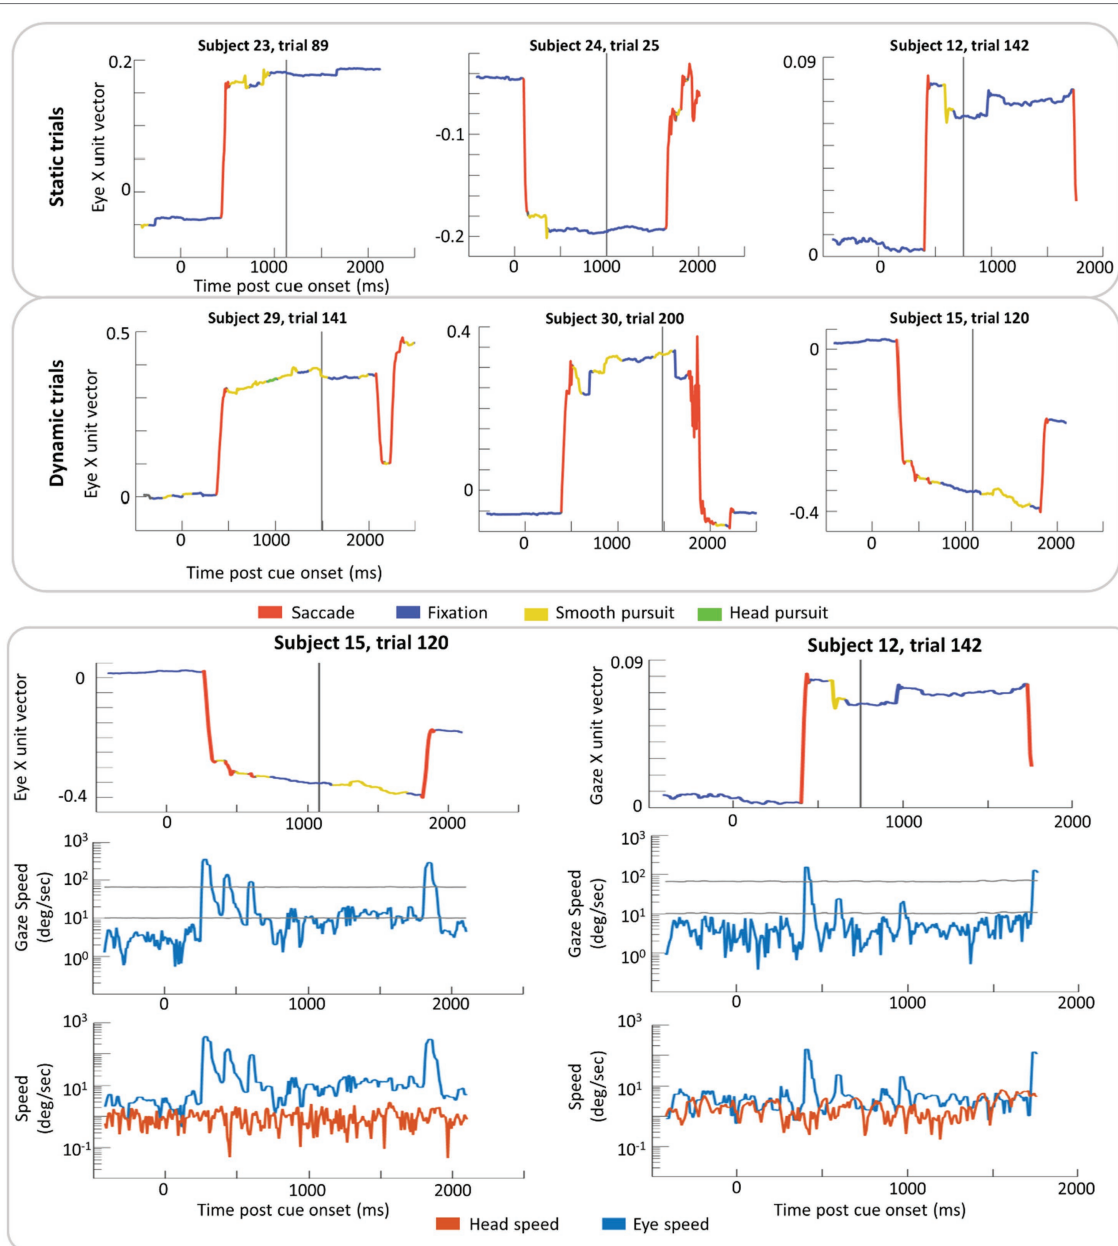 Static trials
Eye X unit vector
Subject 23, trial 89
0.2
0
0 1000 2000
Time post cue onset (ms)
Subject 24, trial 25
-0.1
-0.2
0 1000 2000
Subject 12, trial 142
0.09
0
0 1000 2000
Dynamic trials
Eye X unit vector
Subject 29, trial 141
0.5
0
0 1000 2000
Time post cue onset (ms)
Subject 30, trial 200
0.4
0
0 1000 2000
Subject 15, trial 120
0
-0.4
0 1000 2000
Saccade Fixation Smooth pursuit Head pursuit
Subject 15, trial 120
Eye X unit vector
0
-0.4
0 1000 2000
Gaze Speed
(deg/sec)
10³
10²
10¹
10⁰
0 1000 2000
Speed
(deg/sec)
10³
10¹
10⁻¹
0 1000 2000
Time post cue onset (ms)
Subject 12, trial 142
Gaze X unit vector
0.09
0
0 1000 2000
Gaze Speed
(deg/sec)
10³
10²
10¹
10⁰
0 1000 2000
Speed
(deg/sec)
10³
10¹
10⁻¹
0 1000 2000
Time post cue onset (ms)
Head speed Eye speed